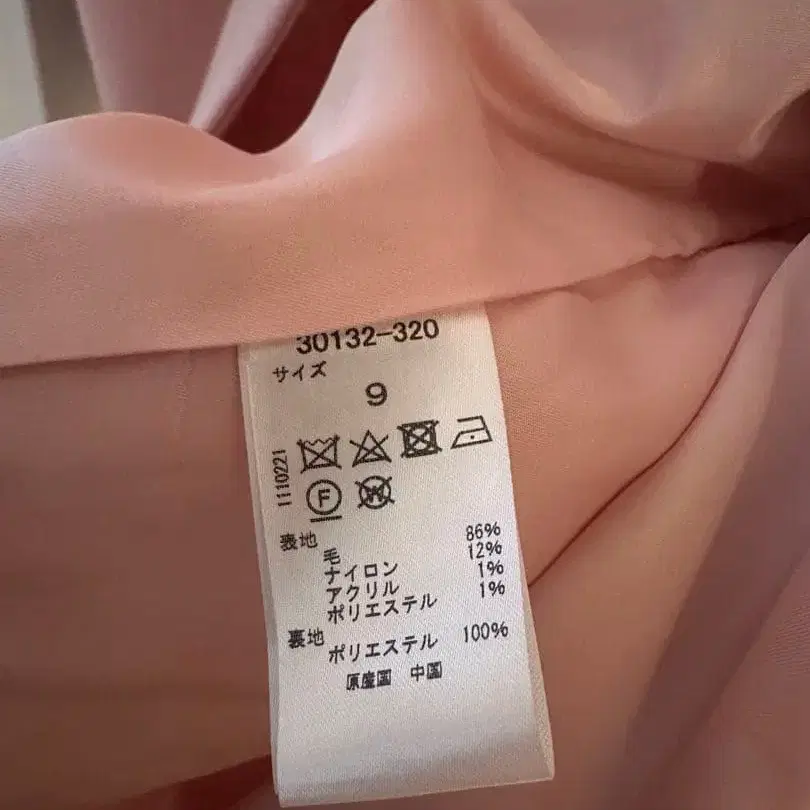 30132-320
サイズ
9
1110221
F
W
表地
毛 86%
ナイロン 12%
アクリル 1%
ポリエステル 1%
裏地
ポリエステル 100%
原産国 中国